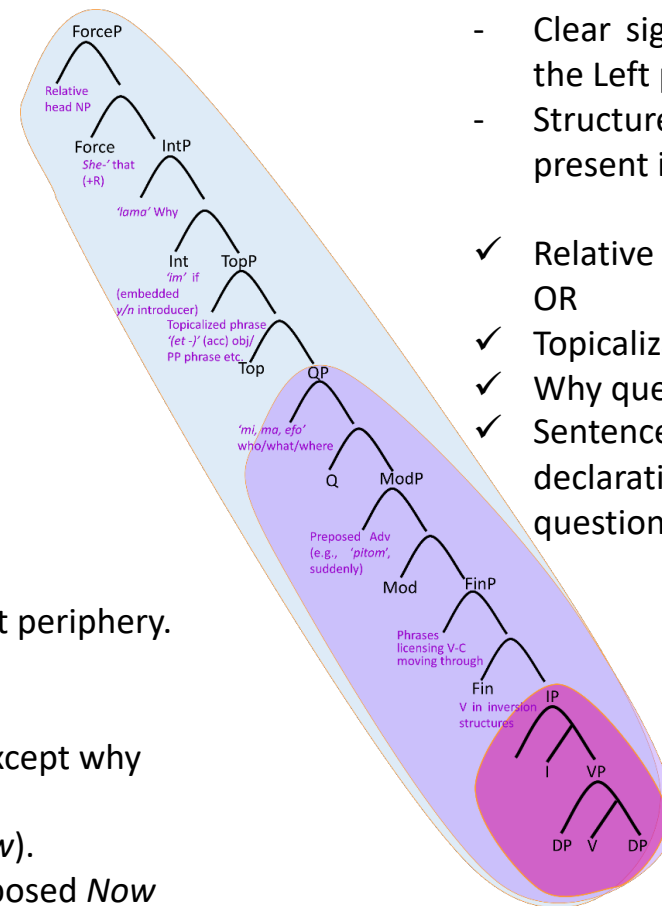 ForceP
Relative
head NP
Force
She-' that
(+R)
IntP
'lama' Why
Int
'im' if
(embedded
y/n introducer)
TopP
Topicalized phrase
'(et -)' (acc) obj/
PP phrase etc.
Top
QP
'mi, ma, efo'
who/what/where
Q
ModP
Preposed Adv
(e.g., 'pitom',
suddenly)
Mod
FinP
Phrases
licensing V-C
moving through
Fin
V in inversion
structures
IP
I
VP
DP V DP
- Clear sig
the Left p
- Structure
present i
✓ Relative
OR
✓ Topicaliz
✓ Why que
✓ Sentence
declarati
question
t periphery.
xcept why
w).
posed Now